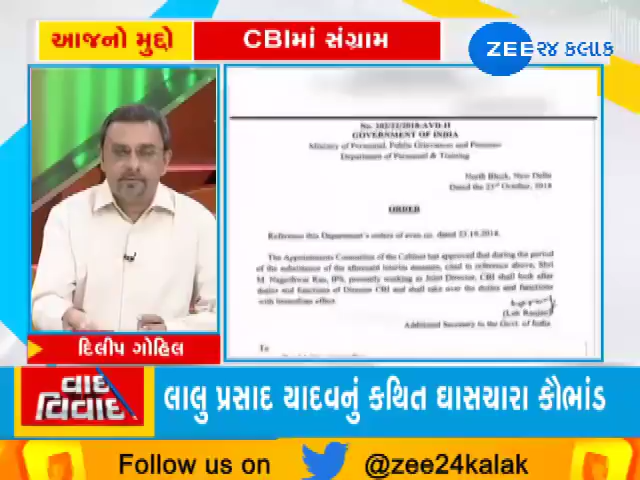 આજનો મુદ્દો
CBIમાં સંગ્રામ
ZEE ૨૪ કલાક
No. 202/22/2018-AVD-II
GOVERNMENT OF INDIA
Ministry of Personnel, Public Grievances and Pensions
Department of Personnel & Training
North Block, New Delhi
Dated the 23rd October, 2018
ORDER
Reference this Department's orders of even no. dated 23.10.2018.
The Appointments Committee of the Cabinet has approved that during the period
of the subsistence of the aforesaid interim measure, cited in reference above, Shri
M. Nageshwar Rao, IPS, presently working as Joint Director, CBI shall look after
duties and functions of Director CBI and shall take over the duties and functions
with immediate effect.
(Lok Ranjan)
Additional Secretary to the Govt. of India
To
દિલીપ ગોહિલ
વાદ
વિવાદ
લાલુ પ્રસાદ યાદવનું કથિત ઘાસચારા કૌભાંડ
Follow us on @zee24kalak